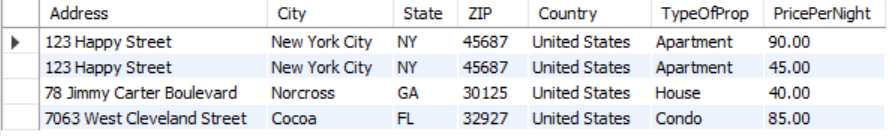 Address City State ZIP Country TypeOfProp PricePerNight
123 Happy Street New York City NY 45687 United States Apartment 90.00
123 Happy Street New York City NY 45687 United States Apartment 45.00
78 Jimmy Carter Boulevard Norcross GA 30125 United States House 40.00
7063 West Cleveland Street Cocoa FL 32927 United States Condo 85.00